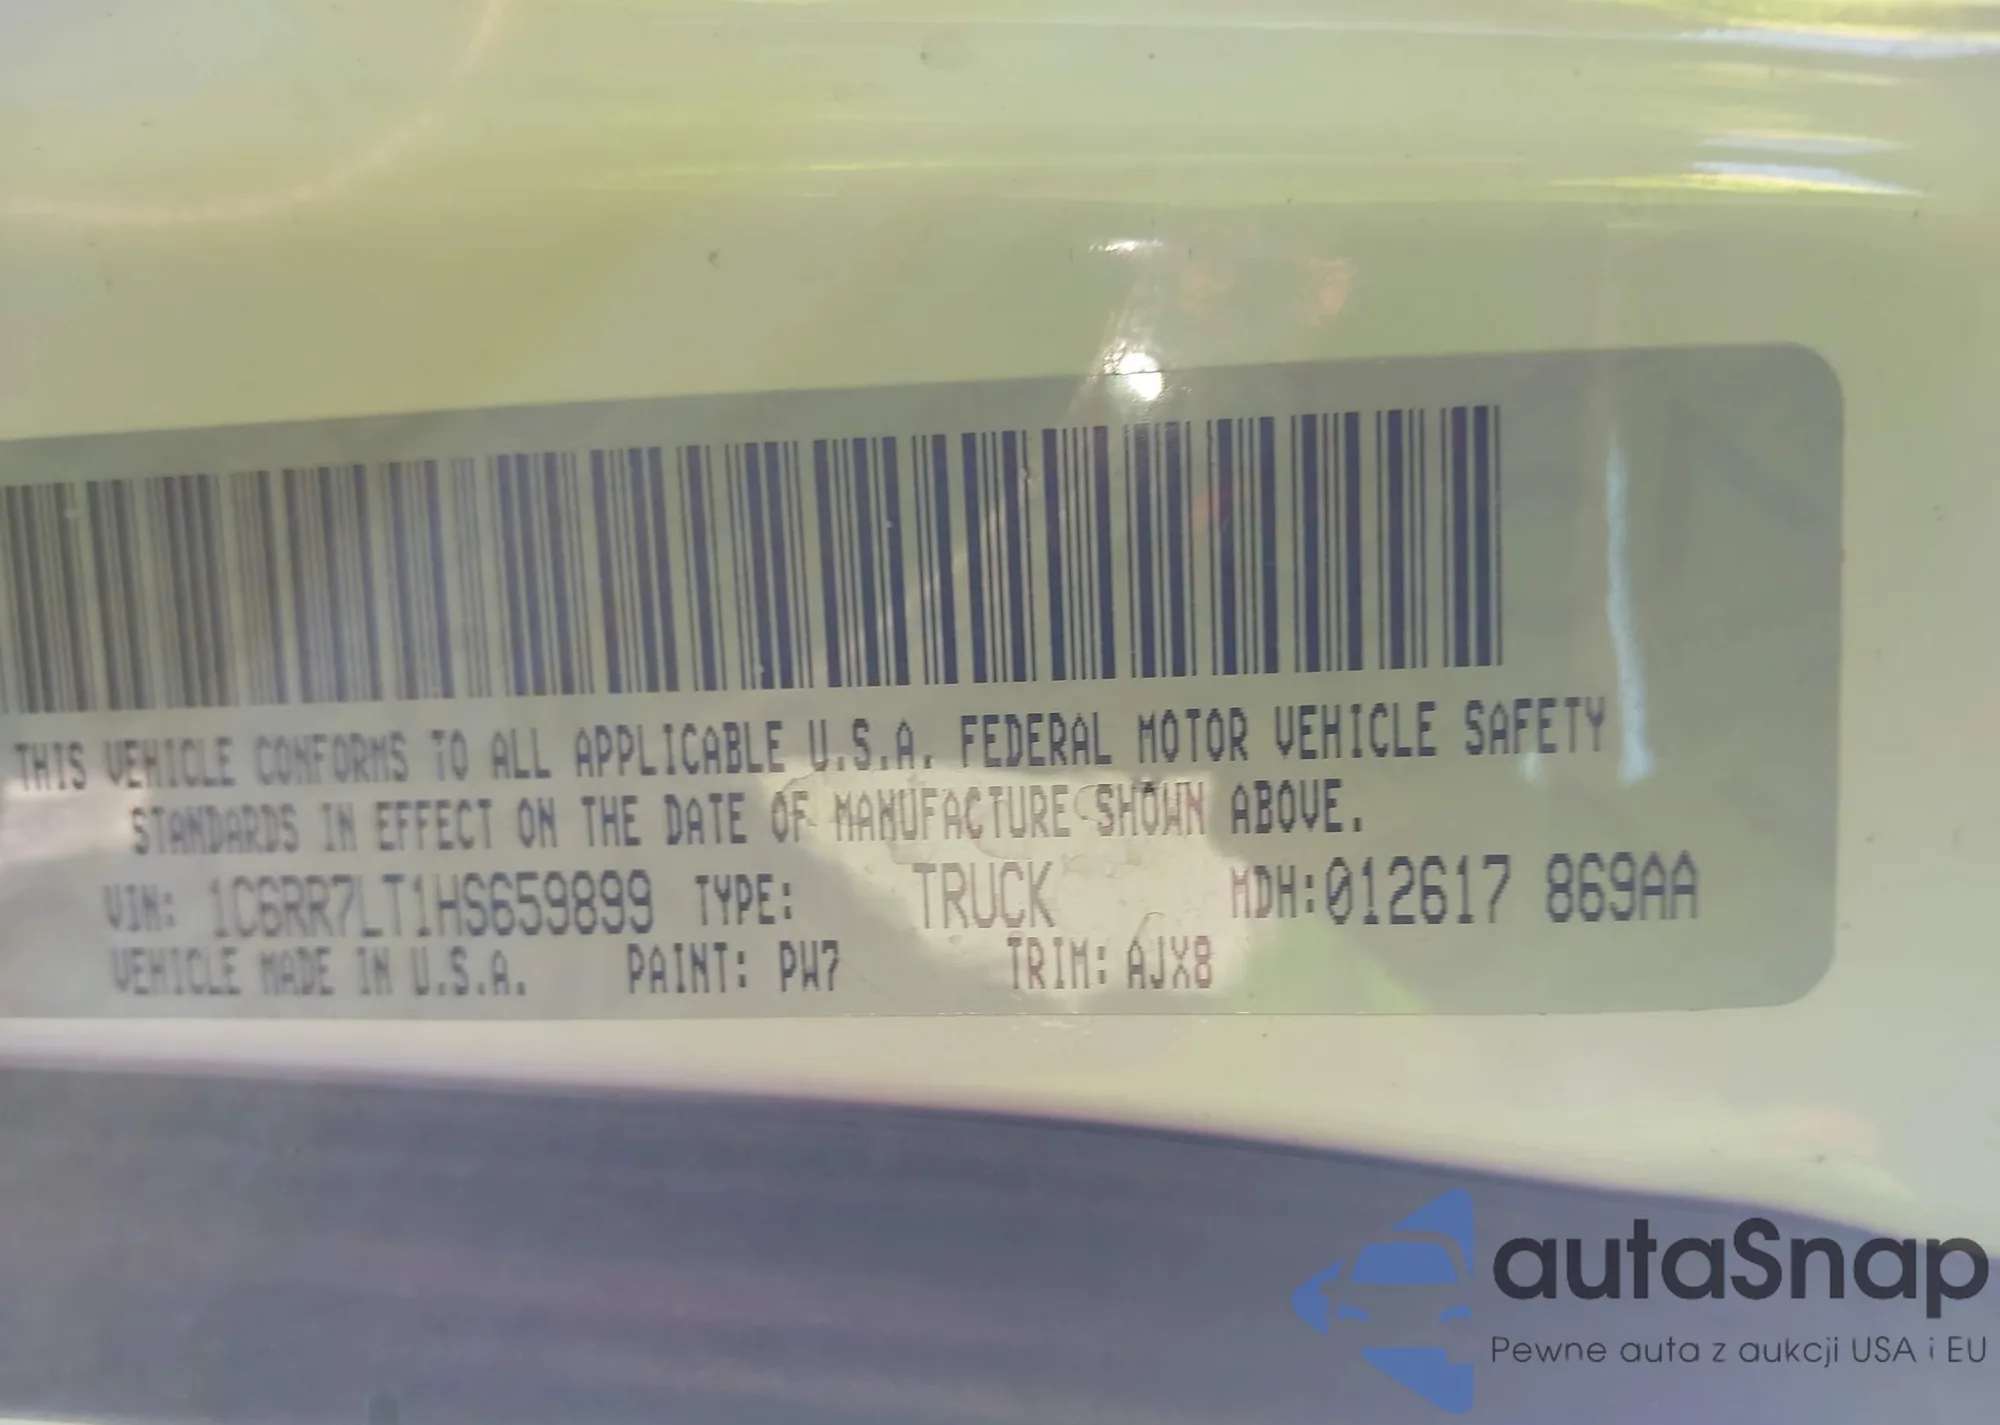 THIS VEHICLE CONFORMS TO ALL APPLICABLE U.S.A. FEDERAL MOTOR VEHICLE SAFETY
STANDARDS IN EFFECT ON THE DATE OF MANUFACTURE SHOWN ABOVE.
VIN: 1C6RR7LT1HS659899 TYPE: TRUCK MDH:012617 869AA
VEHICLE MADE IN U.S.A. PAINT: PW7 TRIM: AJX8
autaSnap
Pewne auta z aukcji USA i EU